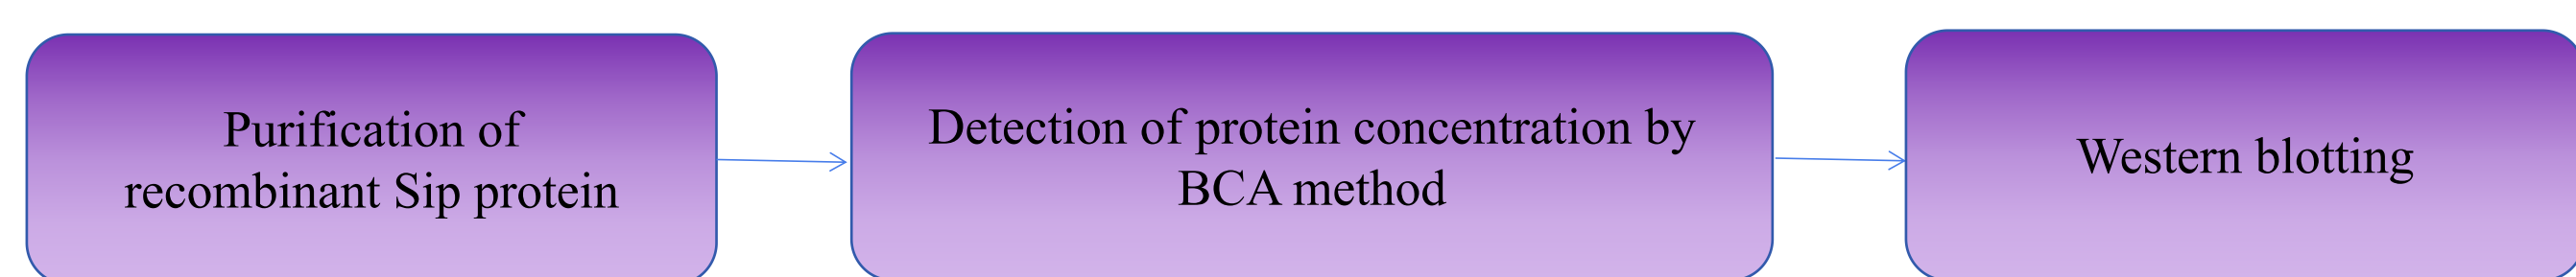 Purification of
recombinant Sip protein
Detection of protein concentration by
BCA method
Western blotting